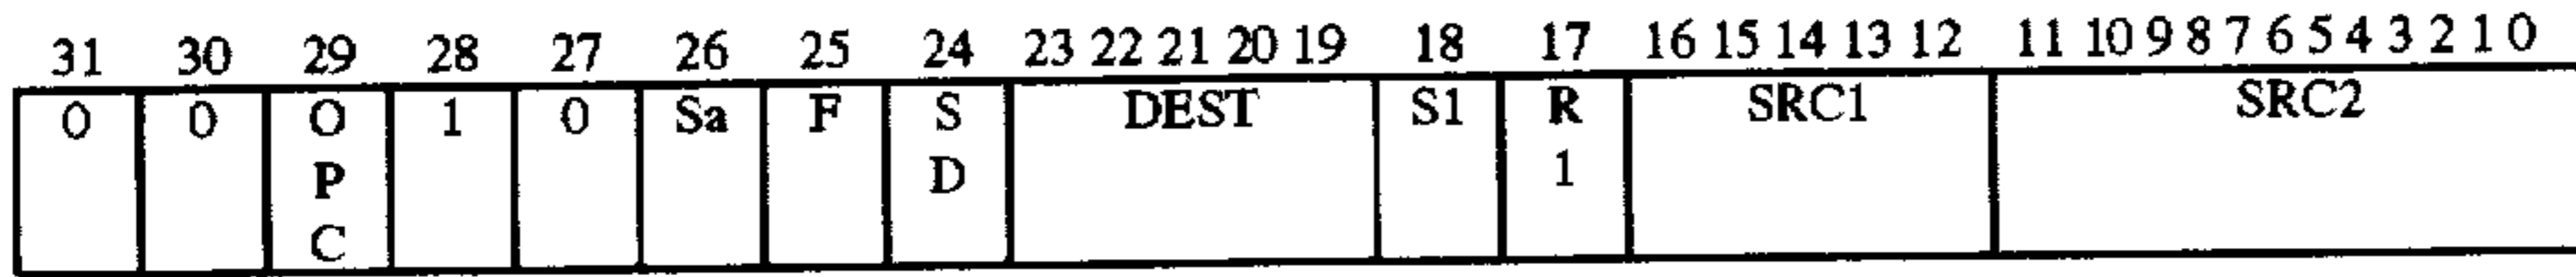 31 30 29 28 27 26 25 24 23 22 21 20 19 18 17 16 15 14 13 12 11 10 9 8 7 6 5 4 3 2 1 0
0 0 O 1 0 Sa F S DEST S1 R SRC1 SRC2
P D 1
C